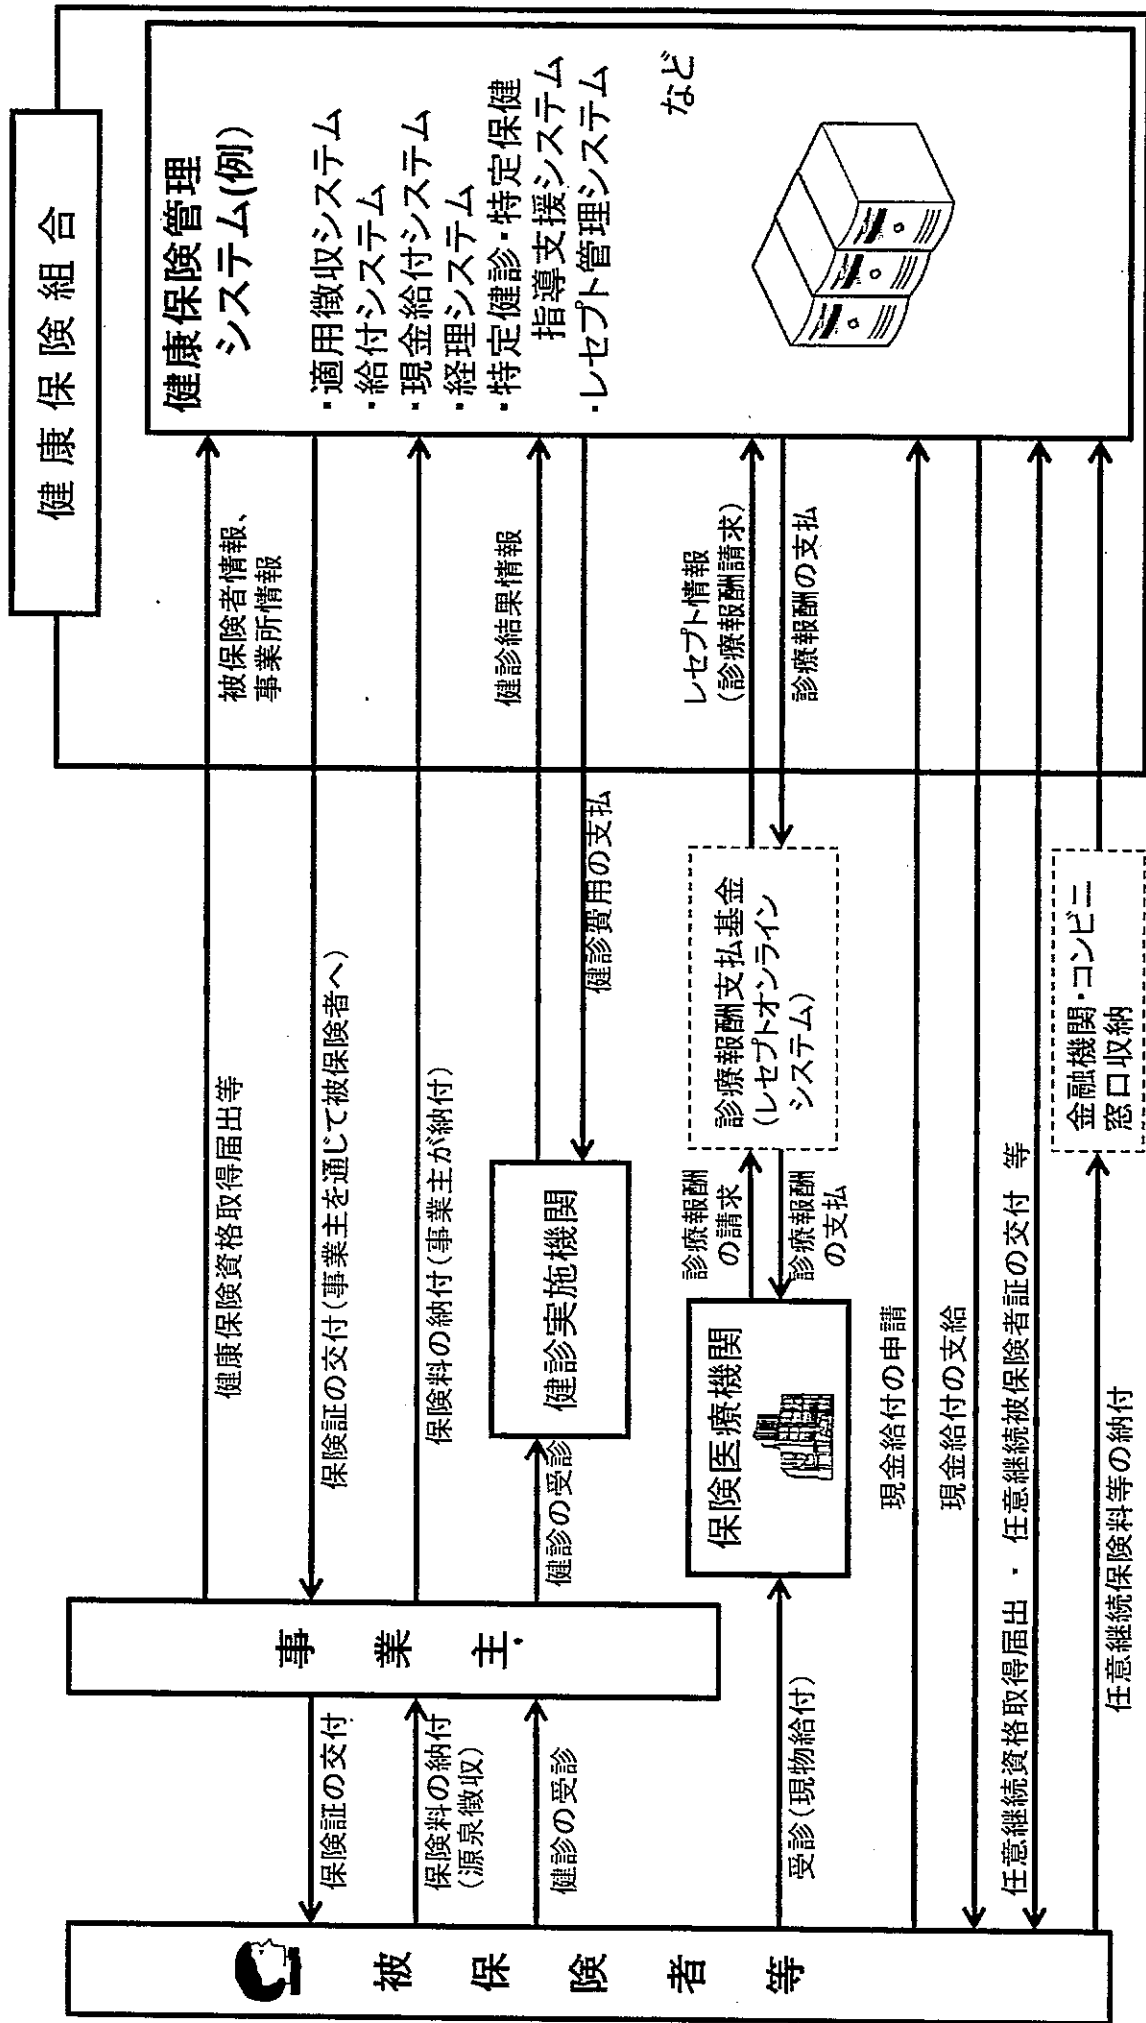 健康保険組合
健康保険管理
システム(例)
・適用徴収システム
・給付システム
・現金給付システム
・経理システム
・特定健診・特定保健
指導支援システム
・レセプト管理システム
など
被保険者情報、
事業所情報
健診結果情報
レセプト情報
(診療報酬請求)
診療報酬の支払
健康保険資格取得届出等
保険証の交付(事業主を通じて被保険者へ)
保険料の納付(事業主が納付)
健診費用の支払
健診実施機関
健診の受診
診療報酬支払基金
(レセプトオンライン
システム)
診療報酬
の請求
診療報酬
の支払
保険医療機関
事業主
保険証の交付
保険料の納付
(源泉徴収)
健診の受診
受診(現物給付)
現金給付の申請
現金給付の支給
任意継続資格取得届出 ・ 任意継続被保険者証の交付 等
金融機関・コンビニ
窓口収納
任意継続保険料等の納付
被保険者等